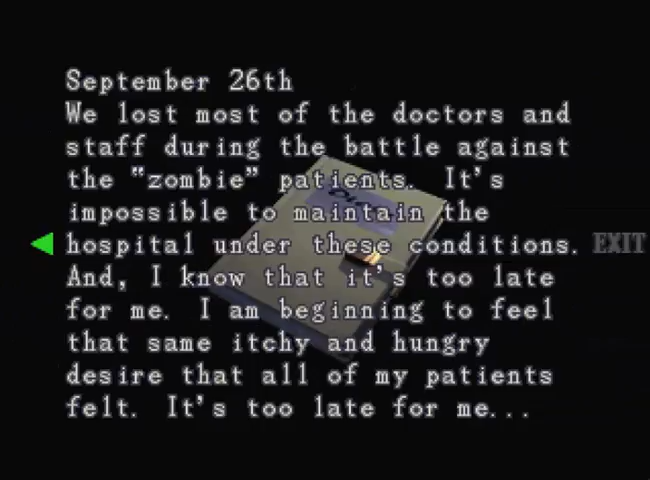 September 26th
We lost most of the doctors and
staff during the battle against
the "zombie" patients. It's
impossible to maintain the
hospital under these conditions.
EXIT
And, I know that it's too late
for me. I am beginning to feel
that same itchy and hungry
desire that all of my patients
felt. It's too late for me...